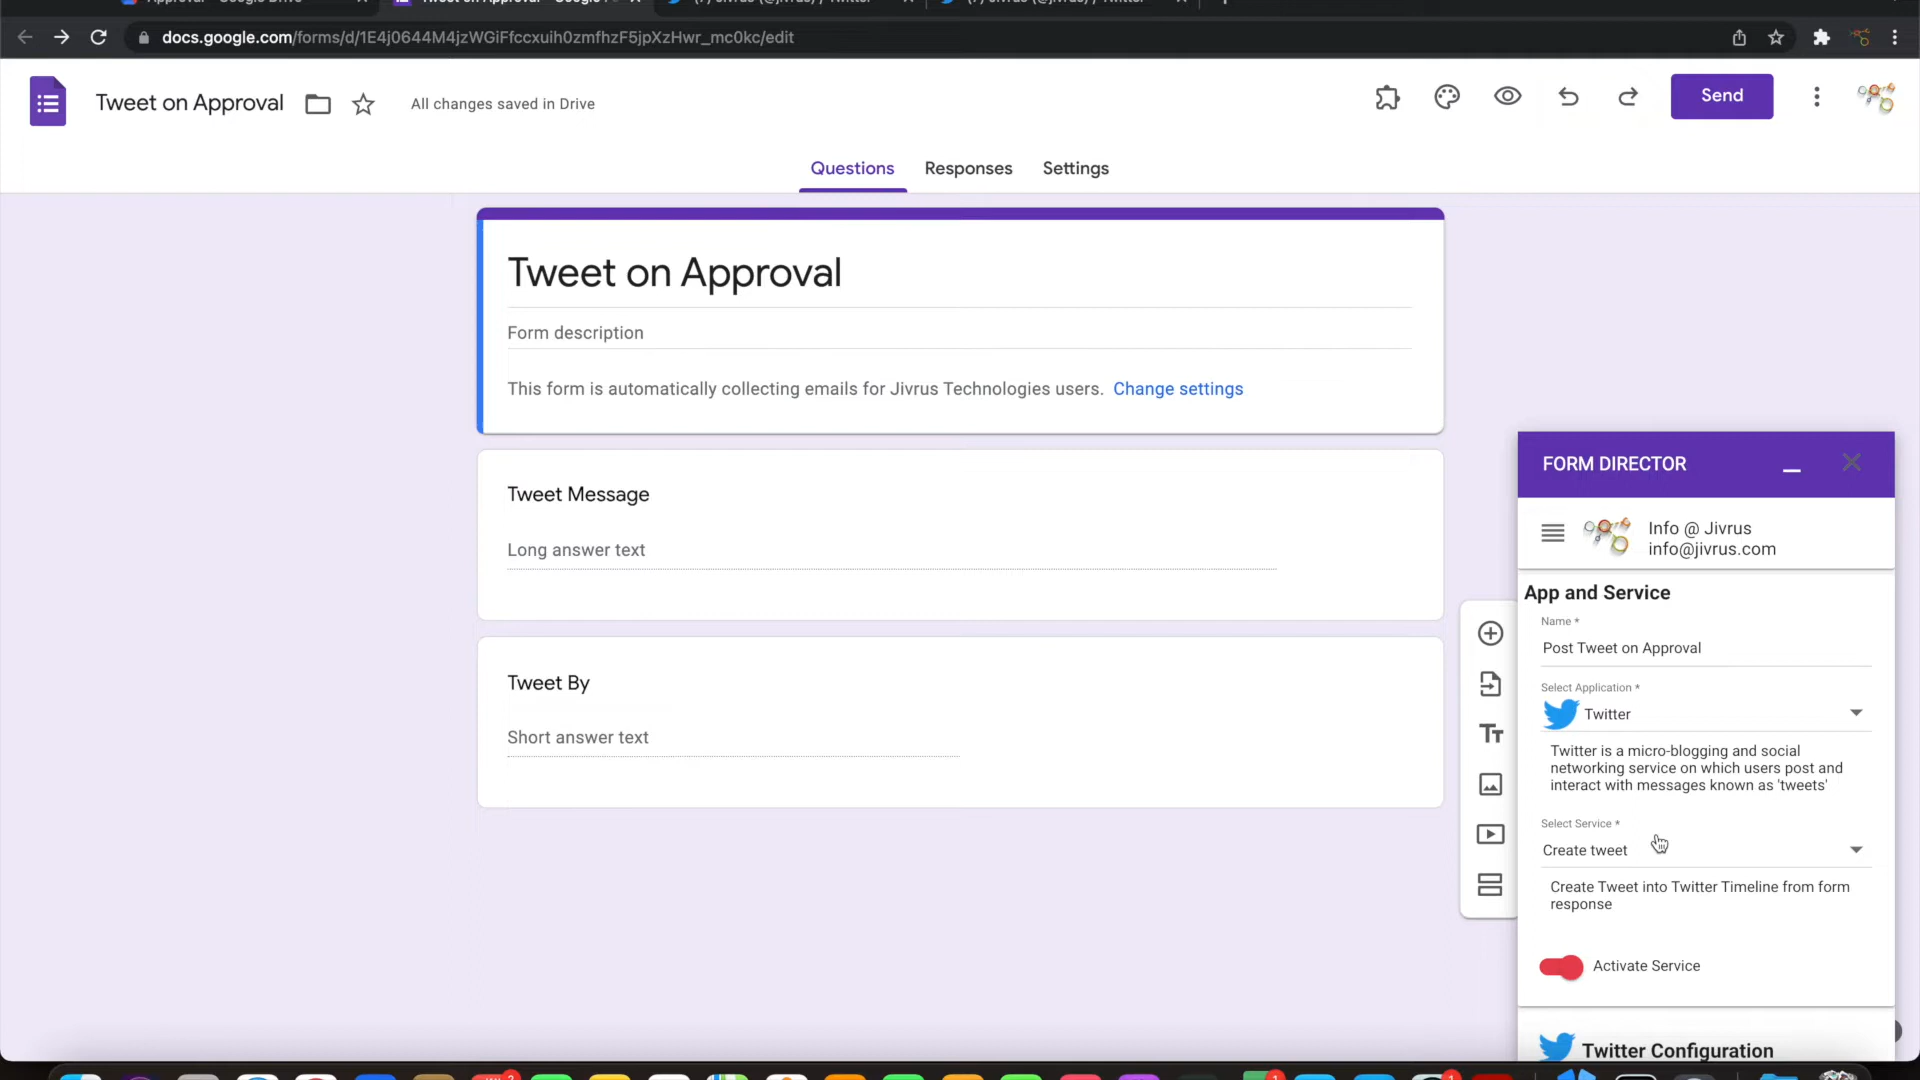 docs.google.com/forms/d/1E4j0644M4jzWGiFfccxuih0zmfhzF5jpXzHwr_mc0kc/edit
Tweet on Approval
All changes saved in Drive
Send
Questions
Responses
Settings
Tweet on Approval
Form description
This form is automatically collecting emails for Jivrus Technologies users. Change settings
Tweet Message
Long answer text
Tweet By
Short answer text
FORM DIRECTOR
Info @ Jivrus
info@jivrus.com
App and Service
Name *
Post Tweet on Approval
Select Application *
Twitter
Twitter is a micro-blogging and social
networking service on which users post and
interact with messages known as 'tweets'
Select Service *
Create tweet
Create Tweet into Twitter Timeline from form
response
Activate Service
Twitter Configuration